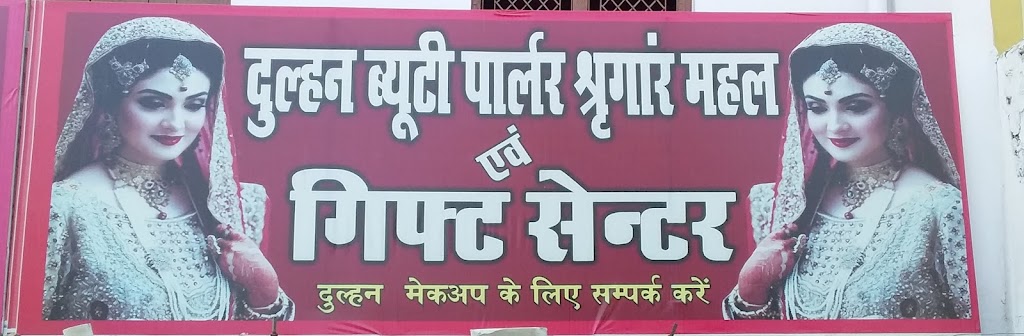 दुल्हन ब्यूटी पार्लर श्रृगांर महल
एवं
गिफ्ट सेन्टर
दुल्हन मेकअप के लिए सम्पर्क करें